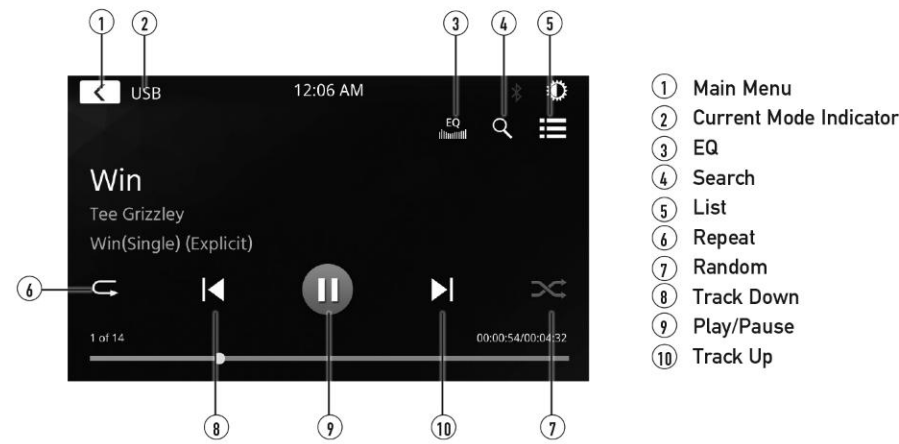 1 2 3 4 5
USB 12:06 AM
EQ
Win
Tee Grizzley
Win(Single) (Explicit)
6
1 of 14 00:00:54/00:04:32
8 9 10 7
1 Main Menu
2 Current Mode Indicator
3 EQ
4 Search
5 List
6 Repeat
7 Random
8 Track Down
9 Play/Pause
10 Track Up